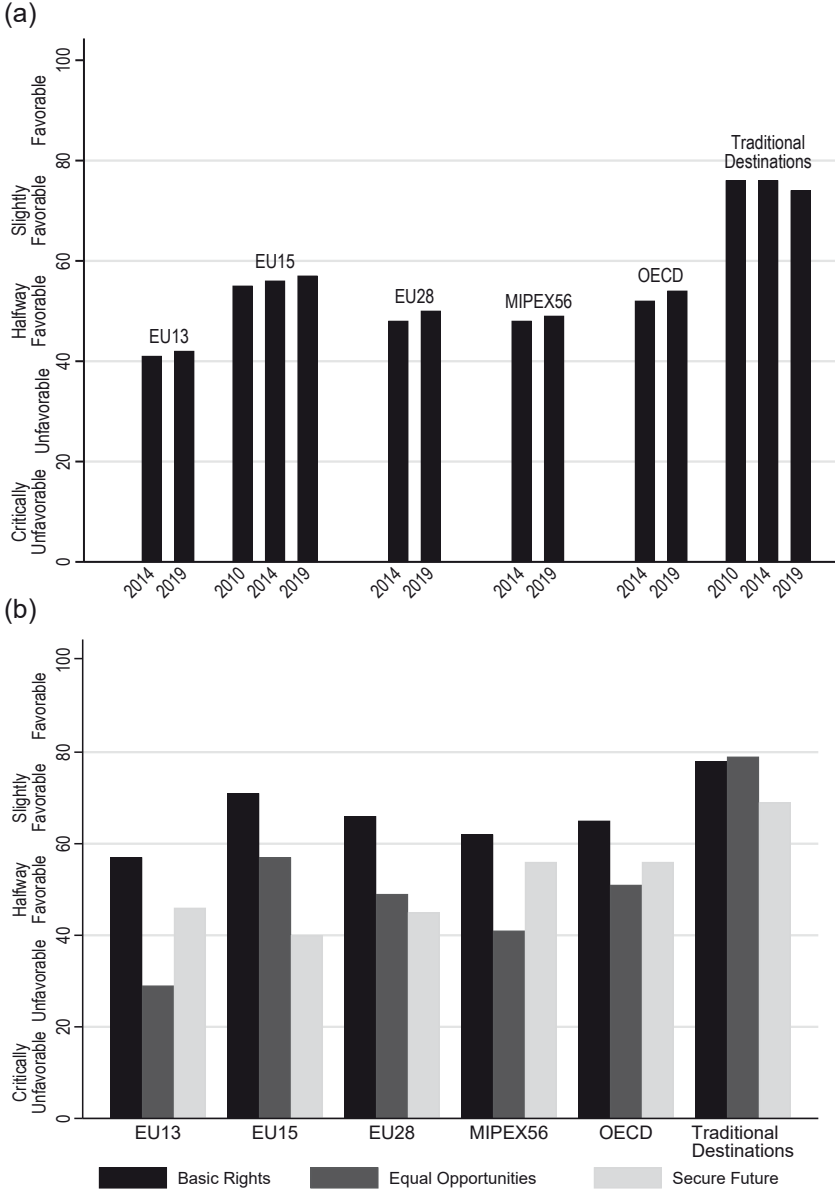 (a)
100
80
60
40
20
0
Favorable
Slightly
Favorable
Halfway
Favorable
Unfavorable
Critically
Unfavorable
EU13
EU15
EU28
MIPEX56
OECD
Traditional
Destinations
2014
2019
2010
2014
2019
2014
2019
2014
2019
2014
2019
2010
2014
2019
(b)
100
80
60
40
20
0
Favorable
Slightly
Favorable
Halfway
Favorable
Unfavorable
Critically
Unfavorable
EU13
EU15
EU28
MIPEX56
OECD
Traditional
Destinations
Basic Rights
Equal Opportunities
Secure Future